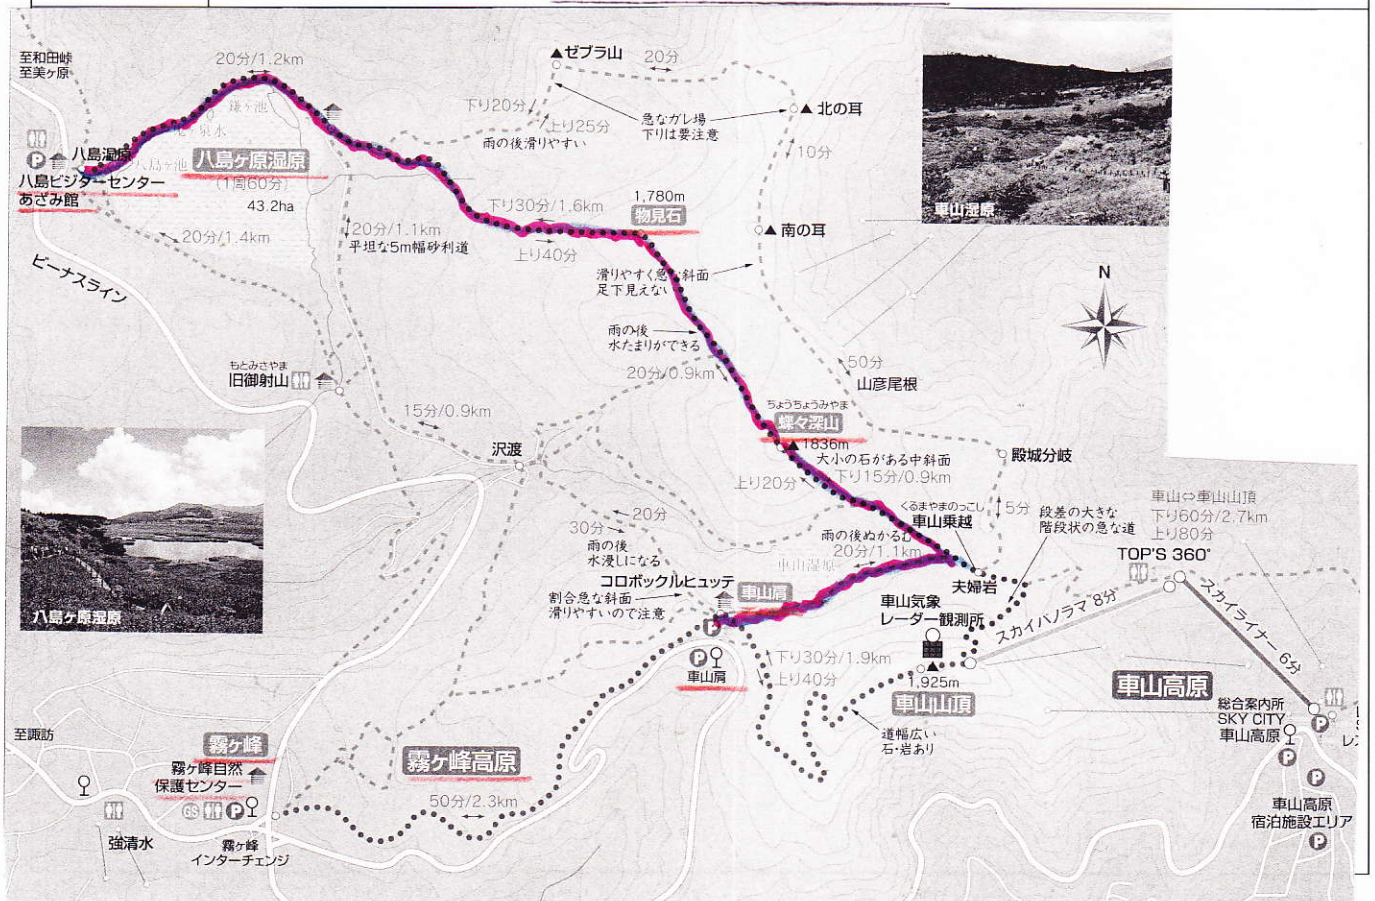 至和田峠
至美ヶ原
20分/1.2km
鎌ヶ池
八島湿原
八島ヶ池
八島ビジターセンター
あざみ館
八島ヶ原湿原
(1周60分)
43.2ha
ゼブラ山
20分
下り20分
上り25分
雨の後滑りやすい
急なガレ場
下りは要注意
北の耳
10分
車山湿原
1,780m
物見石
下り30分/1.6km
上り40分
南の耳
20分/1.1km
平坦な5m幅砂利道
20分/1.4km
ビーナスライン
滑りやすく急な斜面
足下見えない
N
雨の後
水たまりができる
20分/0.9km
50分
山彦尾根
もとみさやま
旧御射山
15分/0.9km
ちょうちょうみやま
蝶々深山
1836m
大小の石がある中斜面
下り15分/0.9km
上り20分
沢渡
殿城分岐
くるまやまのっこし
車山乗越
5分
段差の大きな
階段状の急な道
車山⇔車山山頂
下り60分/2.7km
上り80分
TOP'S 360°
20分
30分
雨の後
水浸しになる
雨の後ぬかるむ
20分/1.1km
車山湿原
夫婦岩
コロボックルヒュッテ
割合急な斜面
滑りやすいので注意
車山肩
P
車山気象
レーダー観測所
スカイパノラマ 8分
スカイライナー 6分
八島ヶ原湿原
P
車山肩
下り30分/1.9km
上り40分
1,925m
車山山頂
車山高原
道幅広い
石・岩あり
総合案内所
SKY CITY
車山高原
P
至諏訪
霧ヶ峰
霧ヶ峰自然
保護センター
霧ヶ峰高原
50分/2.3km
GS
P
強清水
霧ヶ峰
インターチェンジ
P
P
車山高原
宿泊施設エリア
P